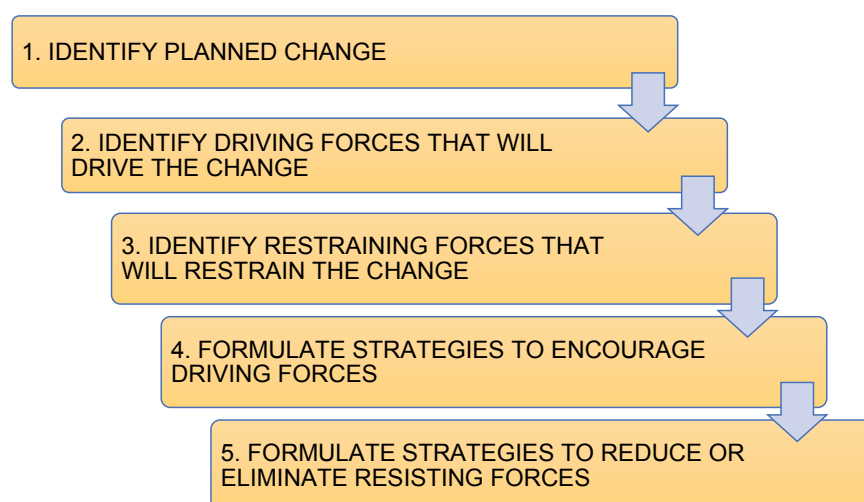 1. IDENTIFY PLANNED CHANGE
2. IDENTIFY DRIVING FORCES THAT WILL
DRIVE THE CHANGE
3. IDENTIFY RESTRAINING FORCES THAT
WILL RESTRAIN THE CHANGE
4. FORMULATE STRATEGIES TO ENCOURAGE
DRIVING FORCES
5. FORMULATE STRATEGIES TO REDUCE OR
ELIMINATE RESISTING FORCES